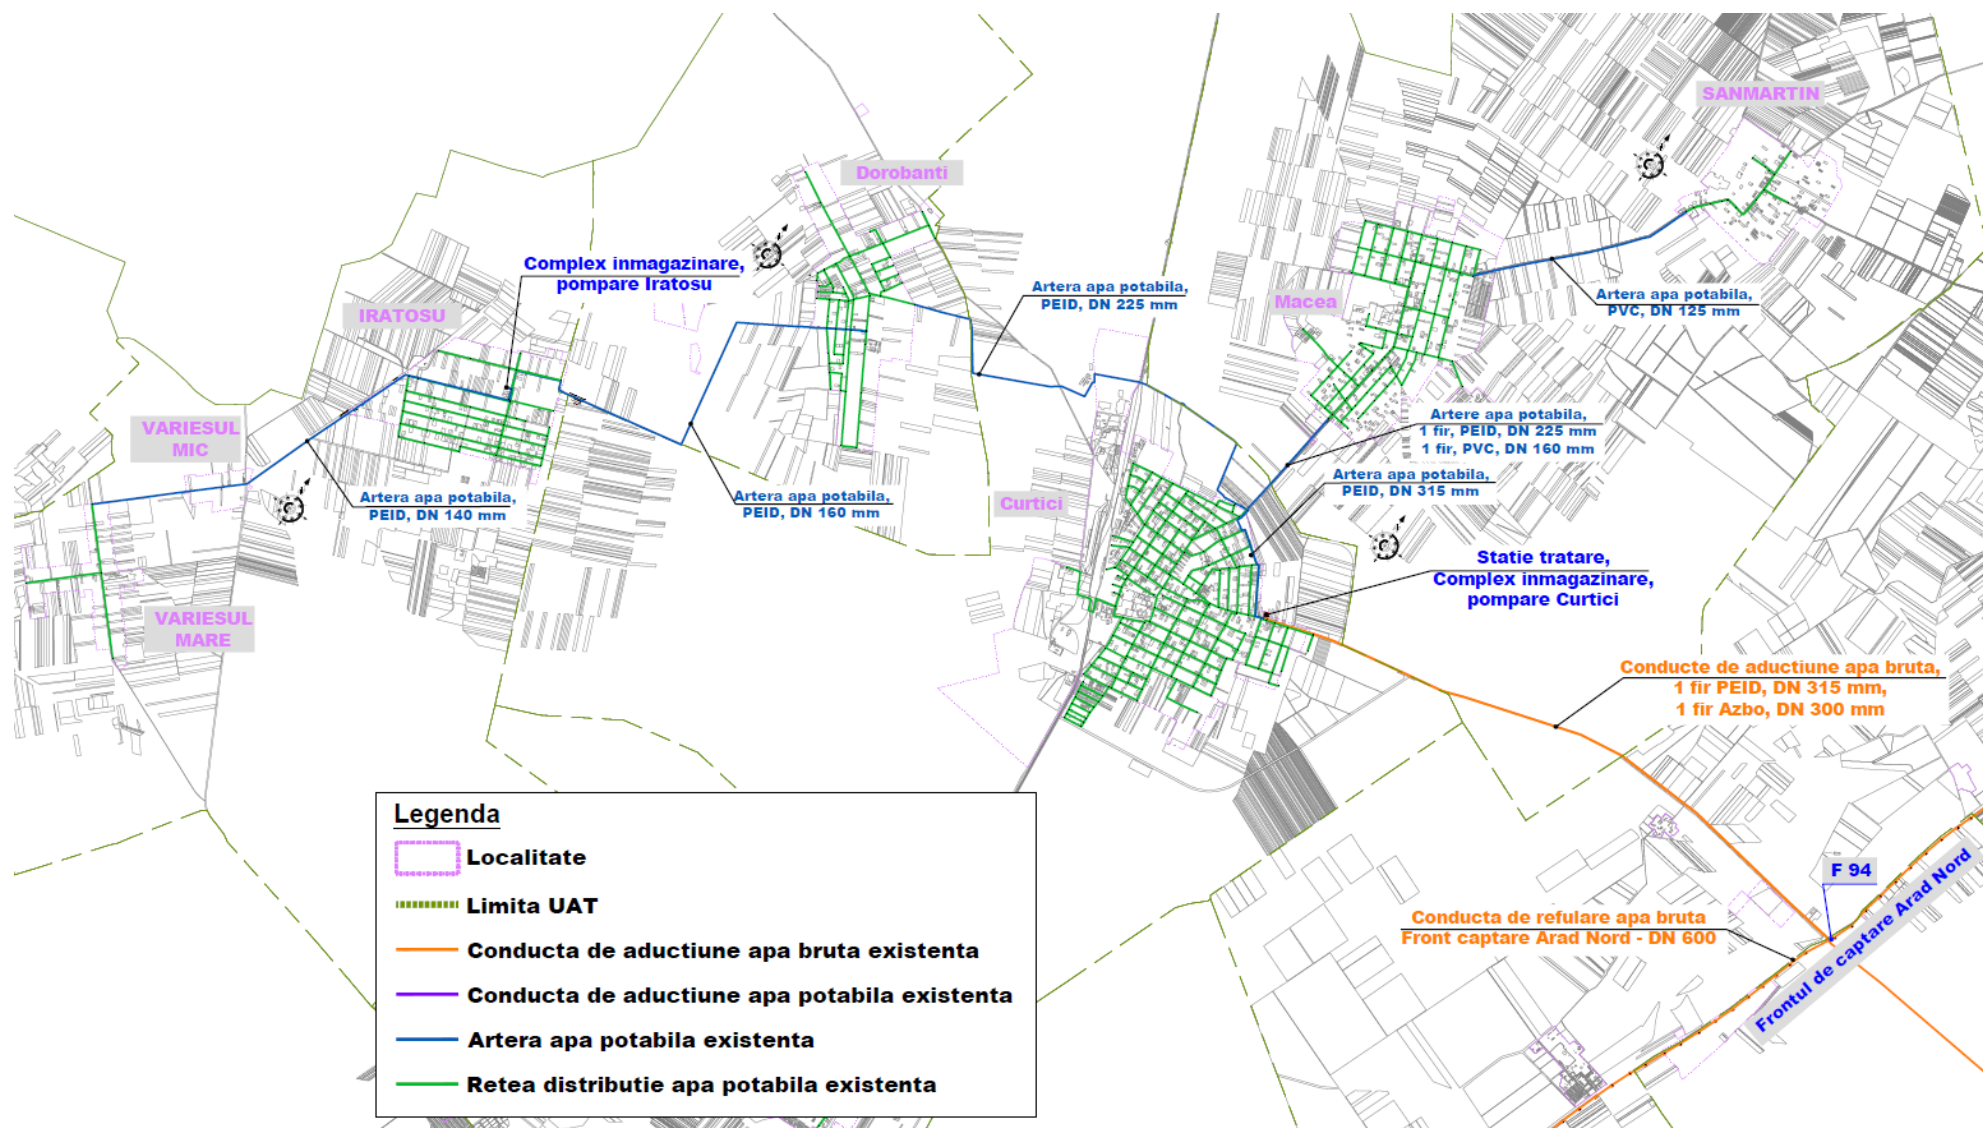 SANMARTIN
Dorobanti
Complex inmagazinare,
pompare Iratosu
Artera apa potabila,
PEID, DN 225 mm
Artera apa potabila,
PVC, DN 125 mm
Macea
IRATOSU
VARIESUL
MIC
Artere apa potabila,
1 fir, PEID, DN 225 mm
1 fir, PVC, DN 160 mm
Artera apa potabila,
PEID, DN 315 mm
Artera apa potabila,
PEID, DN 140 mm
Artera apa potabila,
PEID, DN 160 mm
Curtici
Statie tratare,
Complex inmagazinare,
pompare Curtici
VARIESUL
MARE
Conducte de aductiune apa bruta,
1 fir PEID, DN 315 mm,
1 fir Azbo, DN 300 mm
F 94
Frontul de captare Arad Nord
Conducta de refulare apa bruta
Front captare Arad Nord - DN 600
Legenda
Localitate
Limita UAT
Conducta de aductiune apa bruta existenta
Conducta de aductiune apa potabila existenta
Artera apa potabila existenta
Retea distributie apa potabila existenta